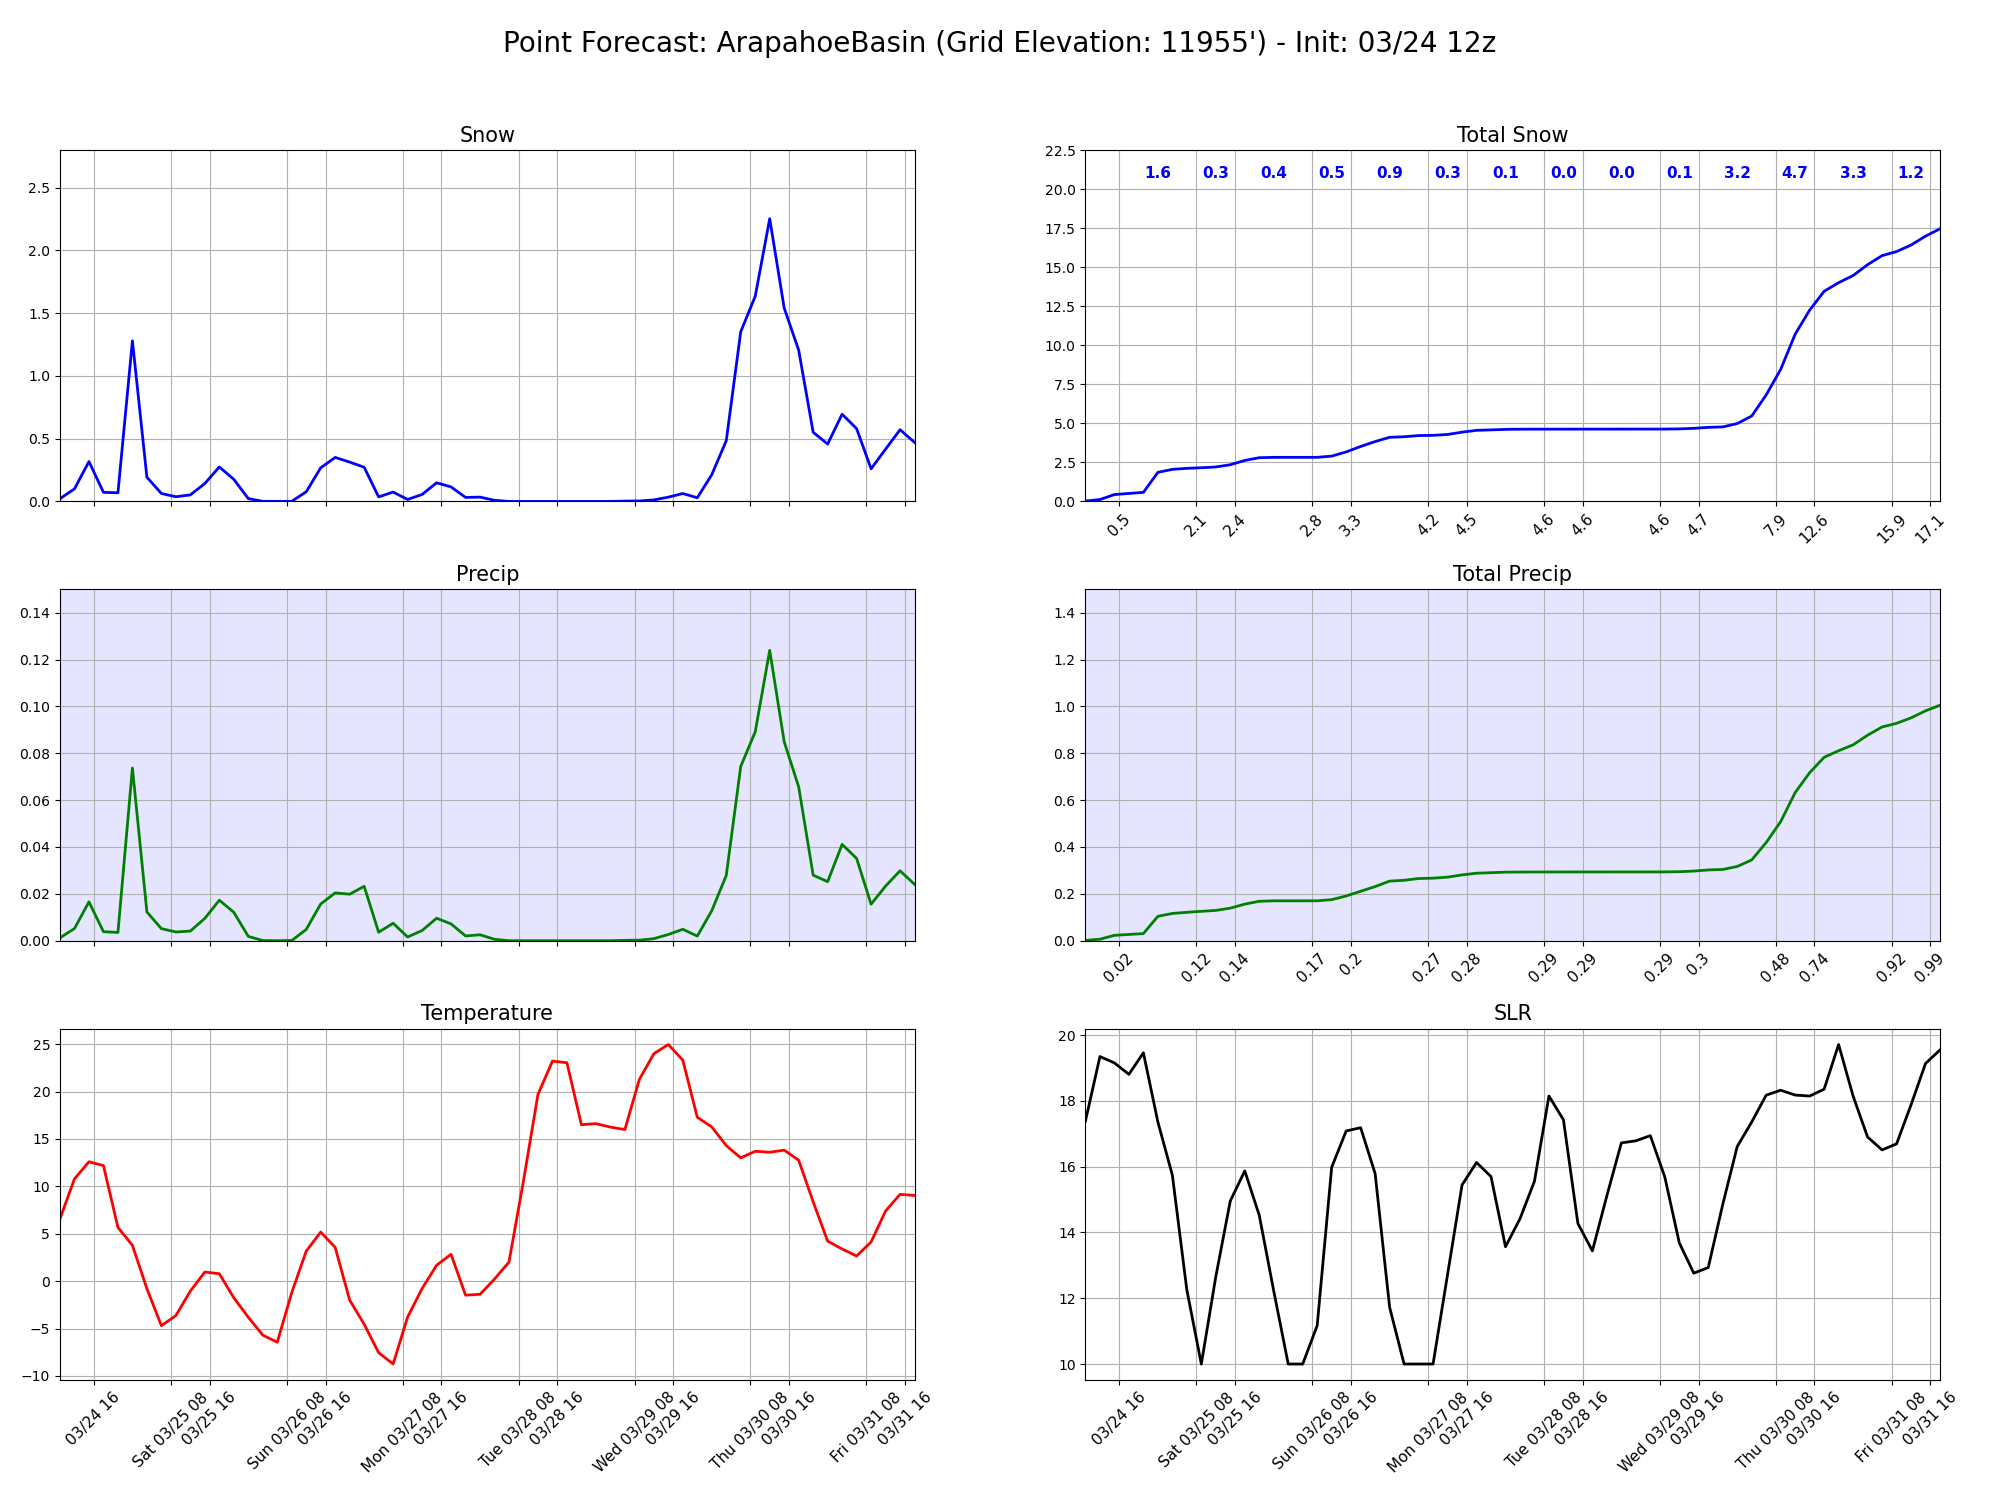 Point Forecast: ArapahoeBasin (Grid Elevation: 11955') - Init: 03/24 12z
Snow
2.5
2.0
1.5
1.0
0.5
0.0
Total Snow
22.5
20.0
17.5
15.0
12.5
10.0
7.5
5.0
2.5
0.0
1.6 0.3 0.4 0.5 0.9 0.3 0.1 0.0 0.0 0.1 3.2 4.7 3.3 1.2
0.5 2.1 2.4 2.8 3.3 4.2 4.5 4.6 4.6 4.6 4.7 7.9 12.6 15.9 17.1
Precip
0.14
0.12
0.10
0.08
0.06
0.04
0.02
0.00
Total Precip
1.4
1.2
1.0
0.8
0.6
0.4
0.2
0.0
0.02 0.12 0.14 0.17 0.2 0.27 0.28 0.29 0.29 0.29 0.3 0.48 0.74 0.92 0.99
Temperature
25
20
15
10
5
0
−5
−10
03/24 16
Sat 03/25 08
03/25 16
Sun 03/26 08
03/26 16
Mon 03/27 08
03/27 16
Tue 03/28 08
03/28 16
Wed 03/29 08
03/29 16
Thu 03/30 08
03/30 16
Fri 03/31 08
03/31 16
SLR
20
18
16
14
12
10
03/24 16
Sat 03/25 08
03/25 16
Sun 03/26 08
03/26 16
Mon 03/27 08
03/27 16
Tue 03/28 08
03/28 16
Wed 03/29 08
03/29 16
Thu 03/30 08
03/30 16
Fri 03/31 08
03/31 16